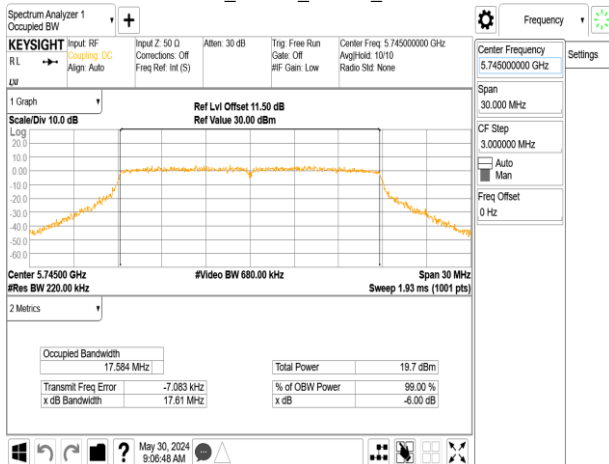 Spectrum Analyzer 1
Occupied BW
KEYSIGHT
RL
Input: RF
Coupling: DC
Align: Auto
Input Z: 50 Ω
Corrections: Off
Freq Ref: Int (S)
Atten: 30 dB
Trig: Free Run
Gate: Off
#IF Gain: Low
Center Freq: 5.745000000 GHz
Avg|Hold: 10/10
Radio Std: None
1 Graph
Scale/Div 10.0 dB
Ref Lvl Offset 11.50 dB
Ref Value 30.00 dBm
Log
20.0
10.0
0.00
-10.0
-20.0
-30.0
-40.0
-50.0
-60.0
Center 5.74500 GHz
#Res BW 220.00 kHz
#Video BW 680.00 kHz
Span 30 MHz
Sweep 1.93 ms (1001 pts)
2 Metrics
Occupied Bandwidth
17.584 MHz
Transmit Freq Error -7.083 kHz
x dB Bandwidth 17.61 MHz
Total Power 19.7 dBm
% of OBW Power 99.00 %
x dB -6.00 dB
May 30, 2024
9:06:48 AM
Frequency
Center Frequency
5.745000000 GHz
Span
30.000 MHz
CF Step
3.000000 MHz
Auto
Man
Freq Offset
0 Hz
Settings